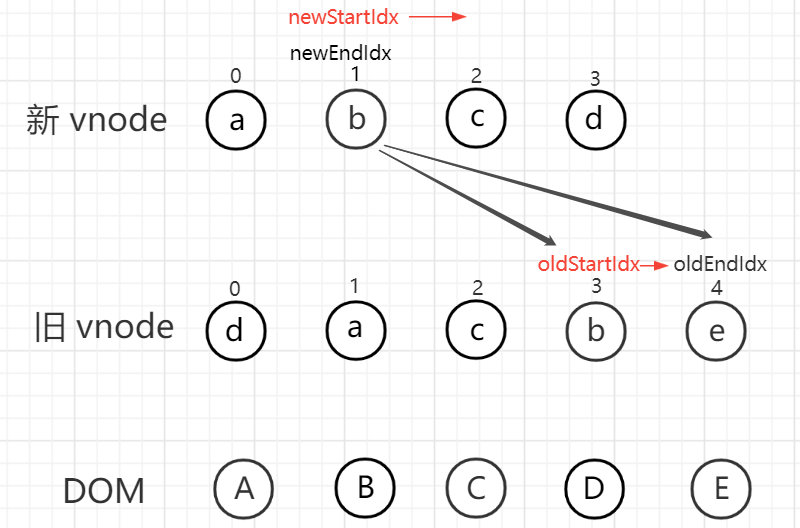 newStartIdx
newEndIdx
0 1 2 3
新 vnode a b c d
oldStartIdx oldEndIdx
0 1 2 3 4
旧 vnode d a c b e
DOM A B C D E